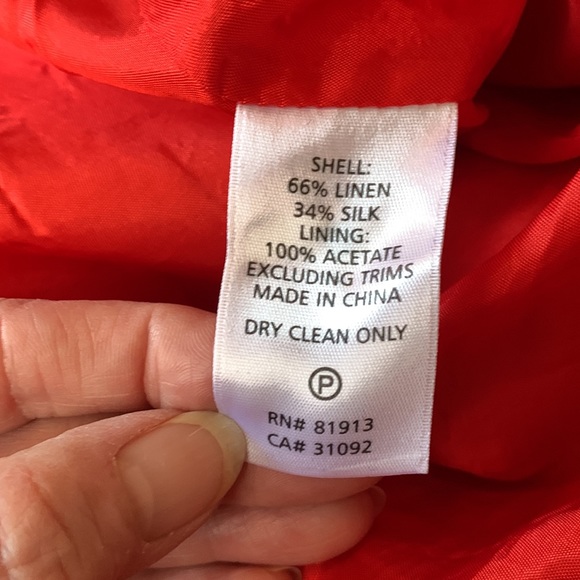 SHELL:
66% LINEN
34% SILK
LINING:
100% ACETATE
EXCLUDING TRIMS
MADE IN CHINA
DRY CLEAN ONLY
P
RN# 81913
CA# 31092